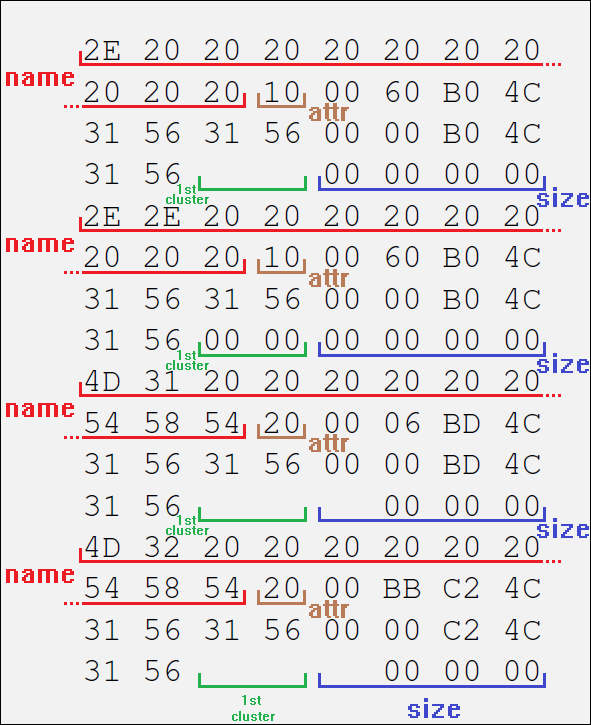 2E 20 20 20 20 20 20 20
name
20 20 20 10 00 60 B0 4C
attr
31 56 31 56 00 00 B0 4C
31 56 00 00 00 00
1st
cluster
size
2E 2E 20 20 20 20 20 20
name
20 20 20 10 00 60 B0 4C
attr
31 56 31 56 00 00 B0 4C
31 56 00 00 00 00 00 00
1st
cluster
size
4D 31 20 20 20 20 20 20
name
54 58 54 20 00 06 BD 4C
attr
31 56 31 56 00 00 BD 4C
31 56 00 00 00
1st
cluster
size
4D 32 20 20 20 20 20 20
name
54 58 54 20 00 BB C2 4C
attr
31 56 31 56 00 00 C2 4C
31 56 00 00 00
1st
cluster
size